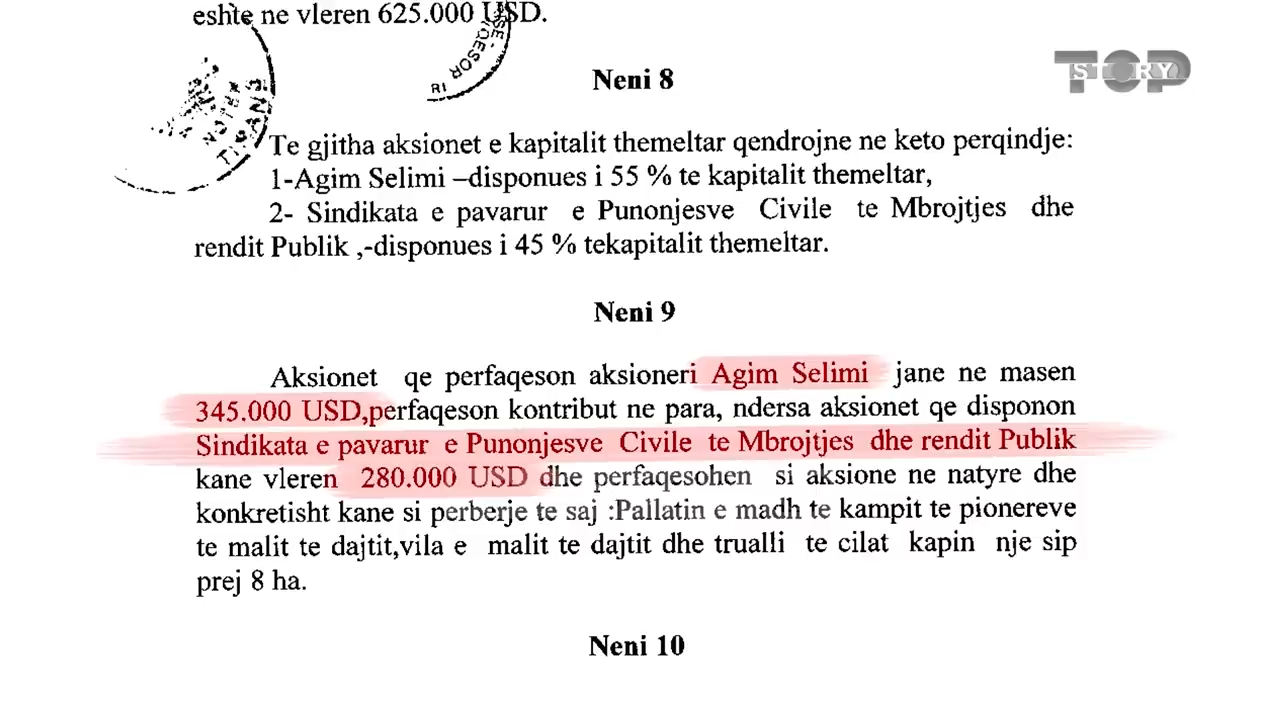 eshte ne vleren 625.000 USD.
TOP
STORY
Neni 8
Te gjitha aksionet e kapitalit themeltar qendrojne ne keto perqindje:
1-Agim Selimi –disponues i 55 % te kapitalit themeltar,
2- Sindikata e pavarur e Punonjesve Civile te Mbrojtjes dhe
rendit Publik ,-disponues i 45 % tekapitalit themeltar.
Neni 9
Aksionet qe perfaqeson aksioneri Agim Selimi jane ne masen
345.000 USD,perfaqeson kontribut ne para, ndersa aksionet qe disponon
Sindikata e pavarur e Punonjesve Civile te Mbrojtjes dhe rendit Publik
kane vleren 280.000 USD dhe perfaqesohen si aksione ne natyre dhe
konkretisht kane si perberje te saj :Pallatin e madh te kampit te pionereve
te malit te dajtit,vila e malit te dajtit dhe trualli te cilat kapin nje sip
prej 8 ha.
Neni 10